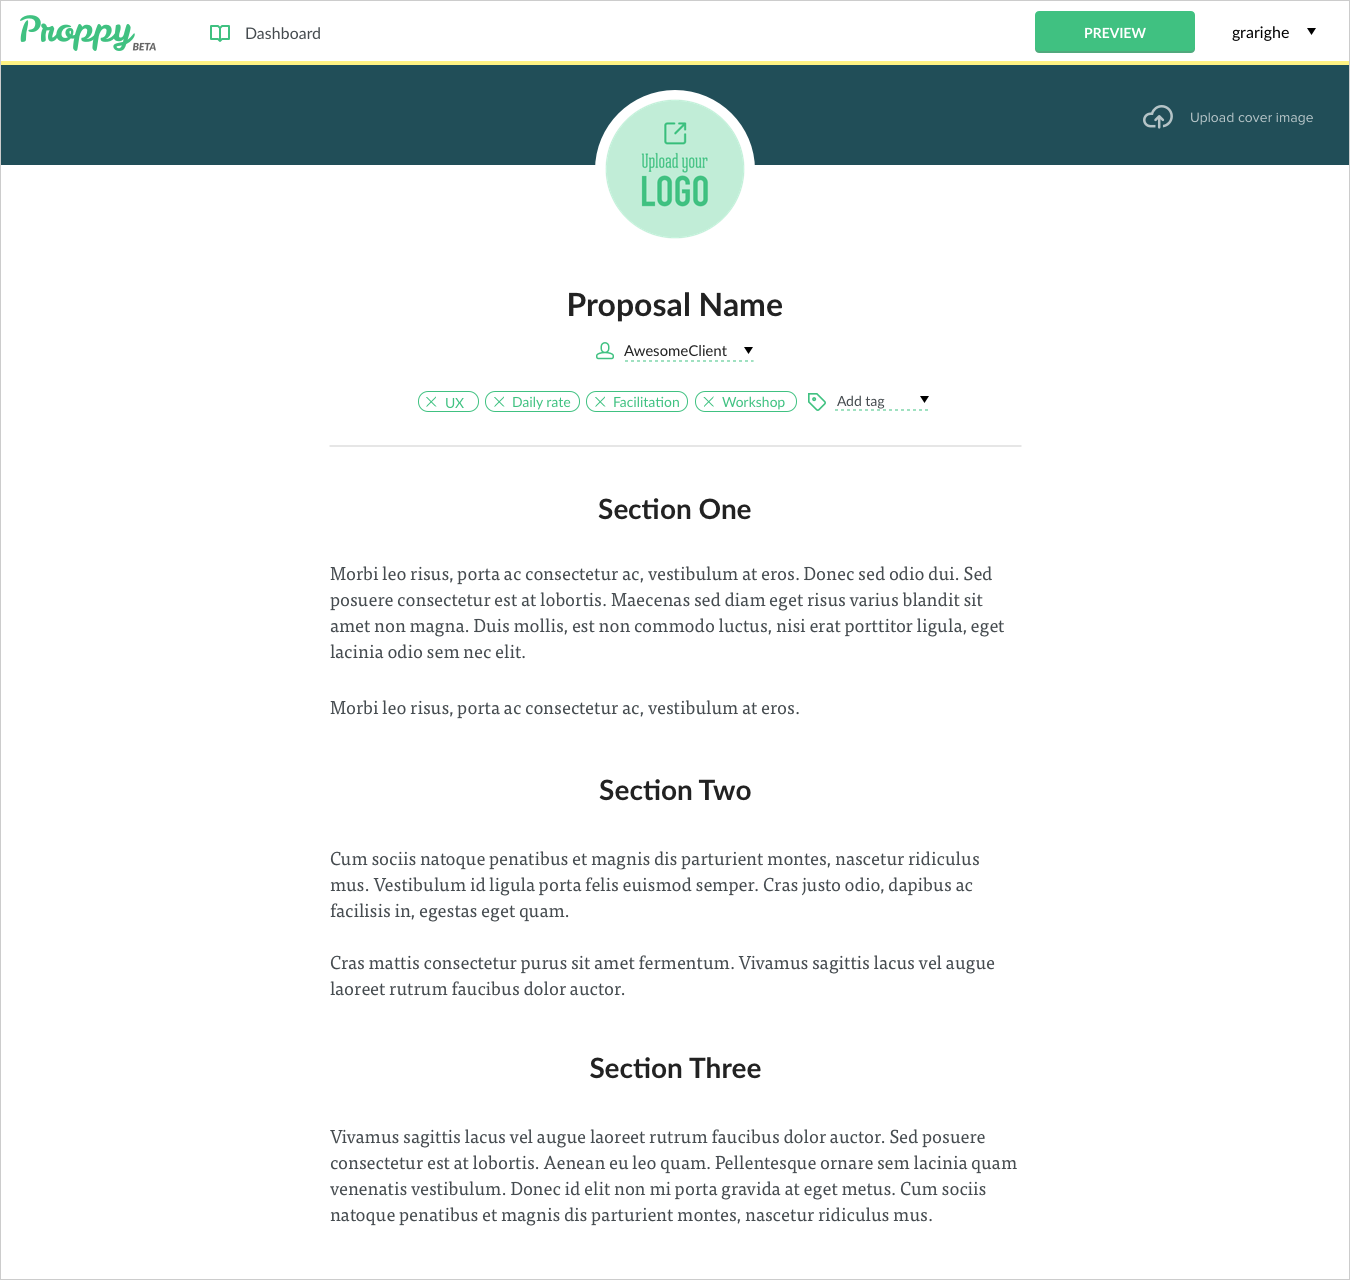 Proppy BETA
Dashboard
PREVIEW
grarighe
Upload cover image
Upload your
LOGO
Proposal Name
AwesomeClient
UX
Daily rate
Facilitation
Workshop
Add tag
Section One
Morbi leo risus, porta ac consectetur ac, vestibulum at eros. Donec sed odio dui. Sed
posuere consectetur est at lobortis. Maecenas sed diam eget risus varius blandit sit
amet non magna. Duis mollis, est non commodo luctus, nisi erat porttitor ligula, eget
lacinia odio sem nec elit.
Morbi leo risus, porta ac consectetur ac, vestibulum at eros.
Section Two
Cum sociis natoque penatibus et magnis dis parturient montes, nascetur ridiculus
mus. Vestibulum id ligula porta felis euismod semper. Cras justo odio, dapibus ac
facilisis in, egestas eget quam.
Cras mattis consectetur purus sit amet fermentum. Vivamus sagittis lacus vel augue
laoreet rutrum faucibus dolor auctor.
Section Three
Vivamus sagittis lacus vel augue laoreet rutrum faucibus dolor auctor. Sed posuere
consectetur est at lobortis. Aenean eu leo quam. Pellentesque ornare sem lacinia quam
venenatis vestibulum. Donec id elit non mi porta gravida at eget metus. Cum sociis
natoque penatibus et magnis dis parturient montes, nascetur ridiculus mus.